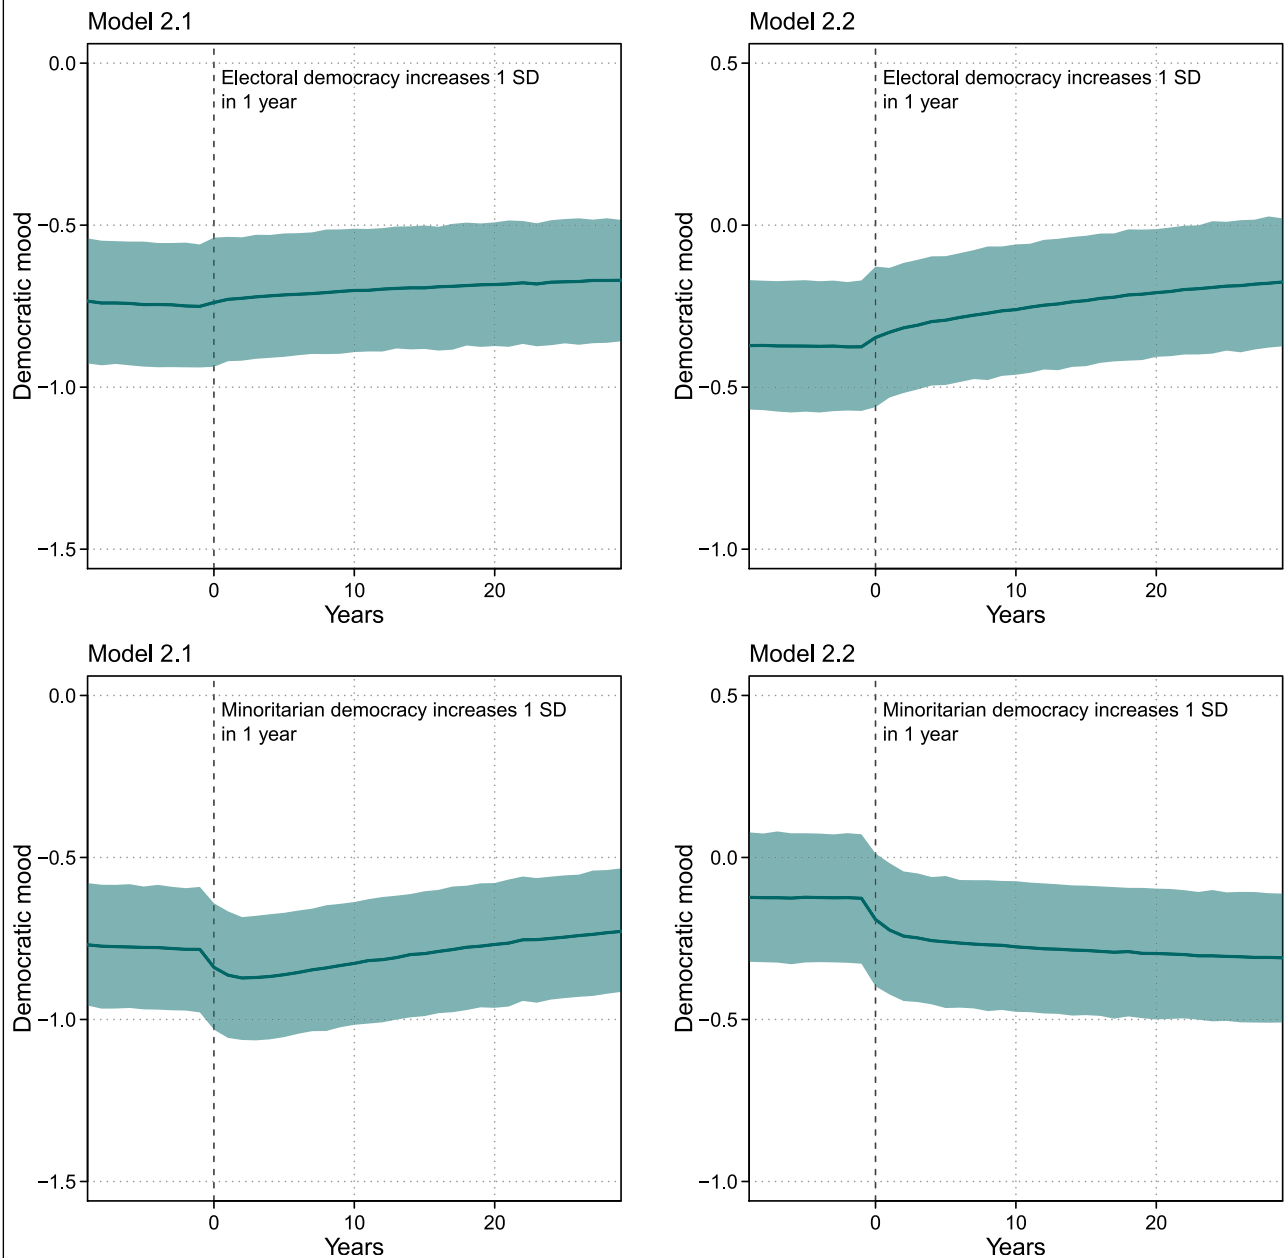 Model 2.1
Electoral democracy increases 1 SD
in 1 year
Democratic mood
0.0
−0.5
−1.0
−1.5
0
10
20
Years
Model 2.2
Electoral democracy increases 1 SD
in 1 year
Democratic mood
0.5
0.0
−0.5
−1.0
0
10
20
Years
Model 2.1
Minoritarian democracy increases 1 SD
in 1 year
Democratic mood
0.0
−0.5
−1.0
−1.5
0
10
20
Years
Model 2.2
Minoritarian democracy increases 1 SD
in 1 year
Democratic mood
0.5
0.0
−0.5
−1.0
0
10
20
Years